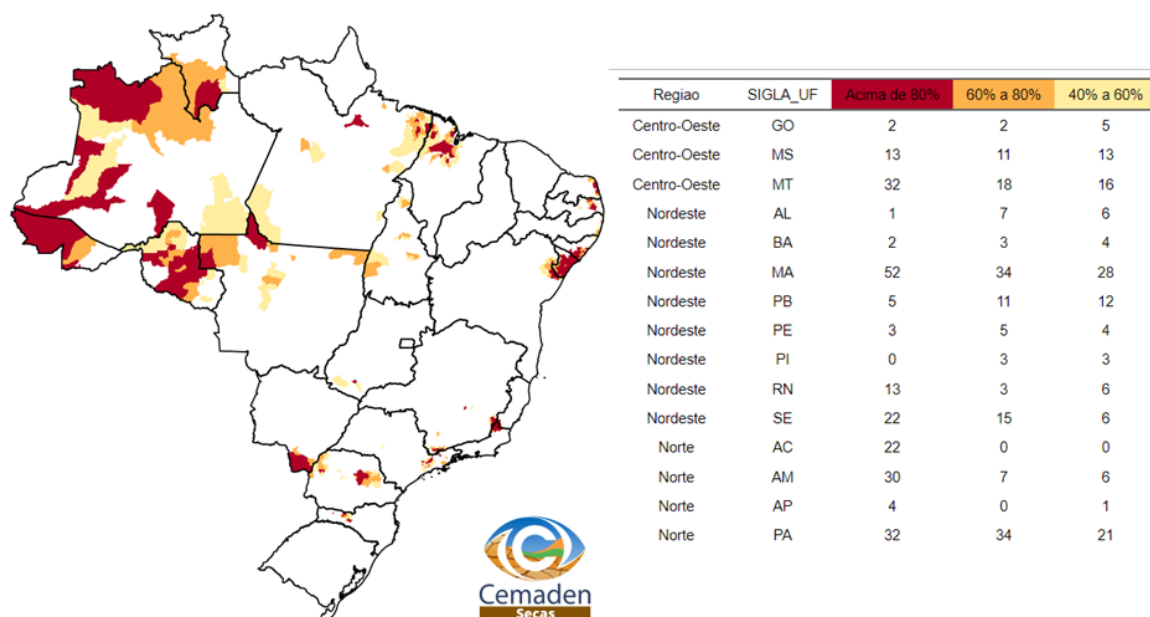 Regiao SIGLA_UF Acima de 80% 60% a 80% 40% a 60%
Centro-Oeste GO 2 2 5
Centro-Oeste MS 13 11 13
Centro-Oeste MT 32 18 16
Nordeste AL 1 7 6
Nordeste BA 2 3 4
Nordeste MA 52 34 28
Nordeste PB 5 11 12
Nordeste PE 3 5 4
Nordeste PI 0 3 3
Nordeste RN 13 3 6
Nordeste SE 22 15 6
Norte AC 22 0 0
Norte AM 30 7 6
Norte AP 4 0 1
Norte PA 32 34 21
Cemaden
Secas